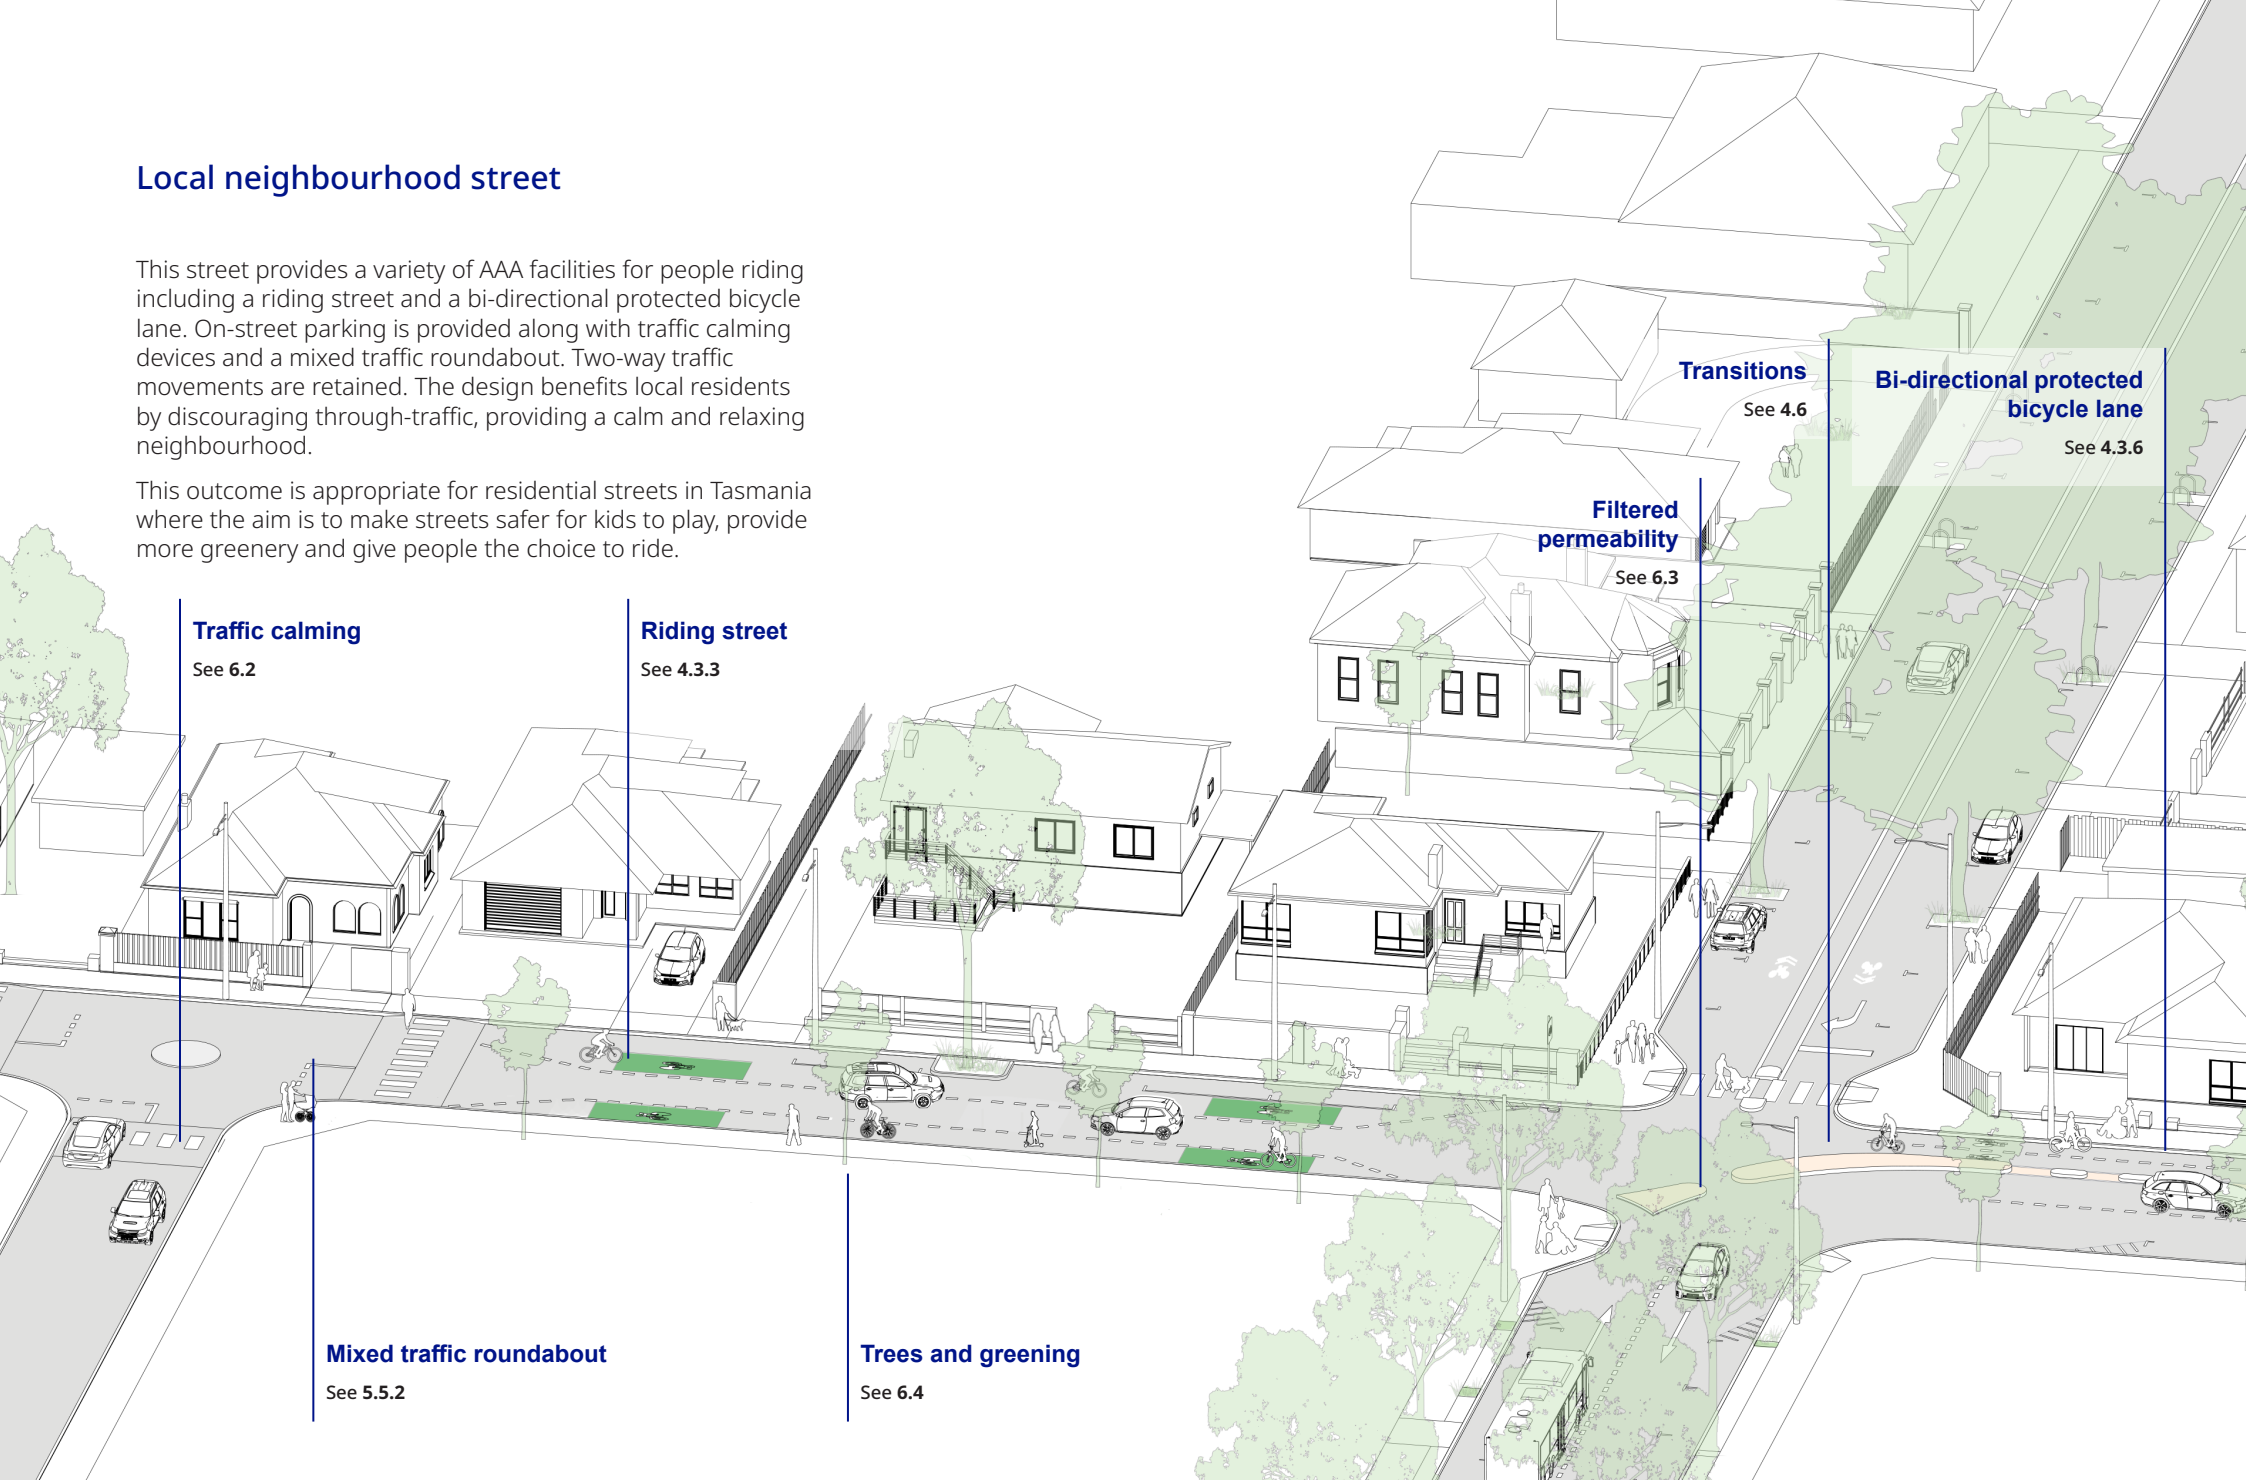 Local neighbourhood street
This street provides a variety of AAA facilities for people riding
including a riding street and a bi-directional protected bicycle
lane. On-street parking is provided along with traffic calming
devices and a mixed traffic roundabout. Two-way traffic
movements are retained. The design benefits local residents
by discouraging through-traffic, providing a calm and relaxing
neighbourhood.
This outcome is appropriate for residential streets in Tasmania
where the aim is to make streets safer for kids to play, provide
more greenery and give people the choice to ride.
Transitions
See 4.6
Bi-directional protected
bicycle lane
See 4.3.6
Filtered
permeability
See 6.3
Traffic calming
See 6.2
Riding street
See 4.3.3
Mixed traffic roundabout
See 5.5.2
Trees and greening
See 6.4